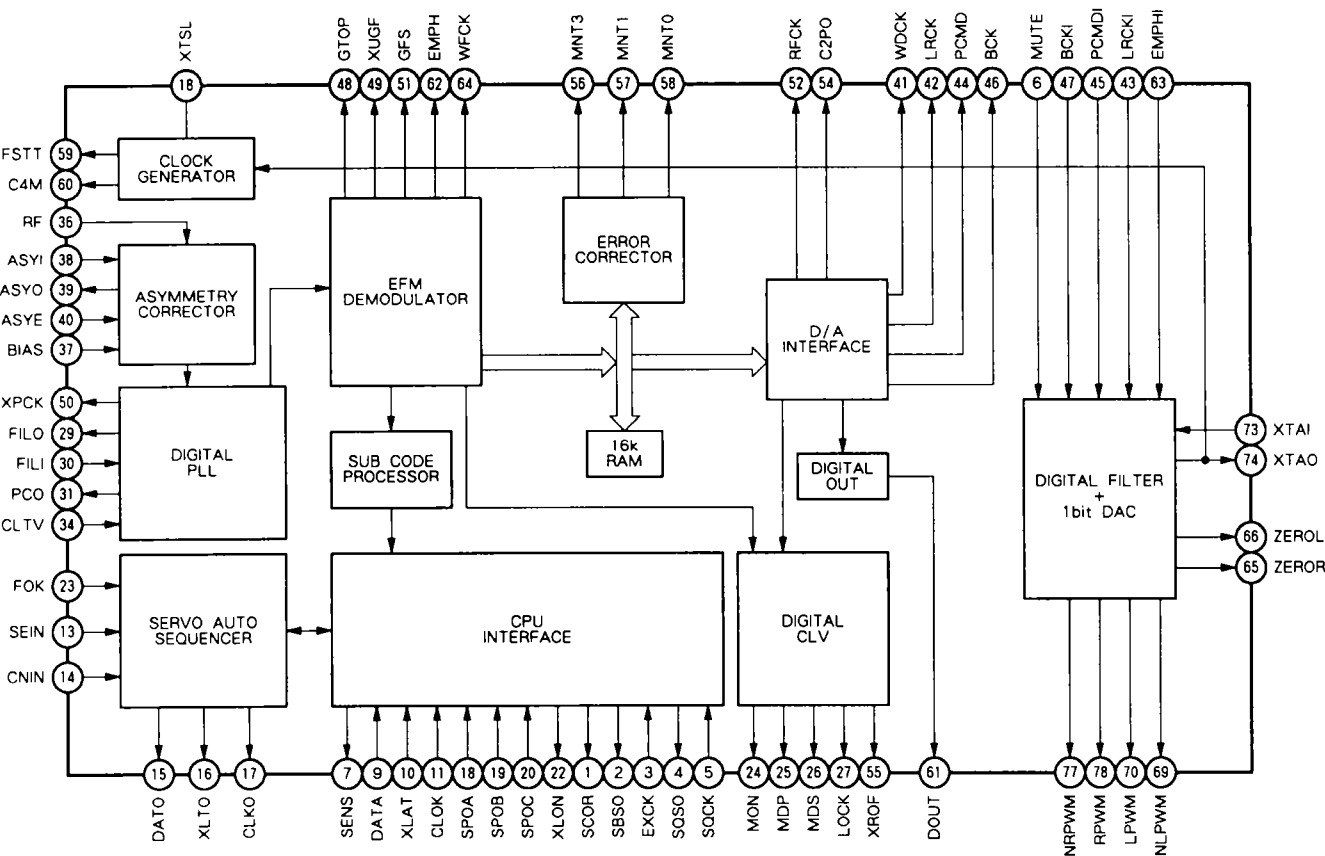 XTSL
GTOP
XUGF
GFS
EMPH
WFCK
MNT3
MNT1
MNT0
RFCK
C2PO
WDCK
LRCK
PCMD
BCK
MUTE
BCKI
PCMDI
LRCKI
EMPHI
18
48
49
51
62
64
56
57
58
52
54
41
42
44
46
6
47
45
43
63
FSTT 59
C4M 60
CLOCK
GENERATOR
RF 36
ASYI 38
ASYO 39
ASYE 40
BIAS 37
ASYMMETRY
CORRECTOR
EFM
DEMODULATOR
ERROR
CORRECTOR
D/A
INTERFACE
XPCK 50
FILO 29
FILI 30
PCO 31
CLTV 34
DIGITAL
PLL
SUB CODE
PROCESSOR
16k
RAM
DIGITAL
OUT
DIGITAL FILTER
+
1bit DAC
73 XTAI
74 XTAO
66 ZEROL
65 ZEROR
FOK 23
SEIN 13
CNIN 14
SERVO AUTO
SEQUENCER
CPU
INTERFACE
DIGITAL
CLV
15
16
17
7
9
10
11
18
19
20
22
1
2
3
4
5
24
25
26
27
55
61
77
78
70
69
DATO
XLTO
CLKO
SENS
DATA
XLAT
CLOK
SPOA
SPOB
SPOC
XLON
SCOR
SBSO
EXCK
SQSO
SQCK
MON
MDP
MDS
LOCK
XROF
DOUT
NRPWM
RPWM
LPWM
NLPWM